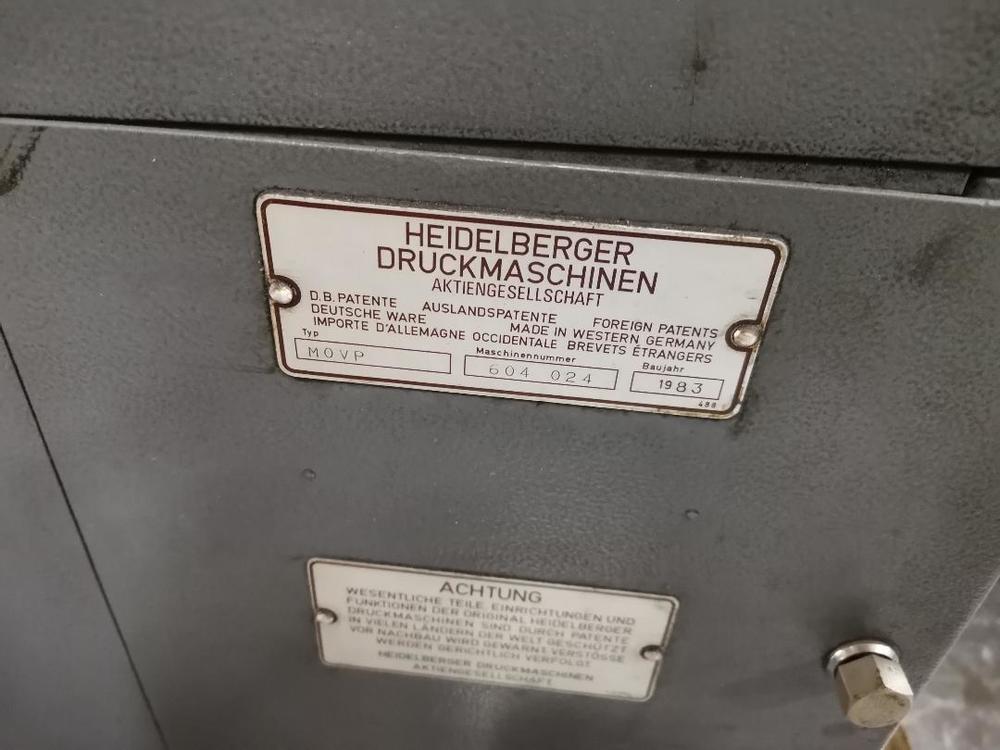 HEIDELBERGER
DRUCKMASCHINEN
AKTIENGESELLSCHAFT
D.B. PATENTE AUSLANDSPATENTE FOREIGN PATENTS
DEUTSCHE WARE MADE IN WESTERN GERMANY
IMPORTE D'ALLEMAGNE OCCIDENTALE BREVETS ÉTRANGERS
Typ Maschinennummer Baujahr
MOVP 604 024 1983
488
ACHTUNG
WESENTLICHE TEILE, EINRICHTUNGEN UND
FUNKTIONEN DER ORIGINAL HEIDELBERGER
DRUCKMASCHINEN SIND DURCH PATENTE
IN VIELEN LÄNDERN DER WELT GESCHÜTZT
VOR NACHBAU WIRD GEWARNT VERSTÖSSE
WERDEN GERICHTLICH VERFOLGT
HEIDELBERGER DRUCKMASCHINEN
AKTIENGESELLSCHAFT